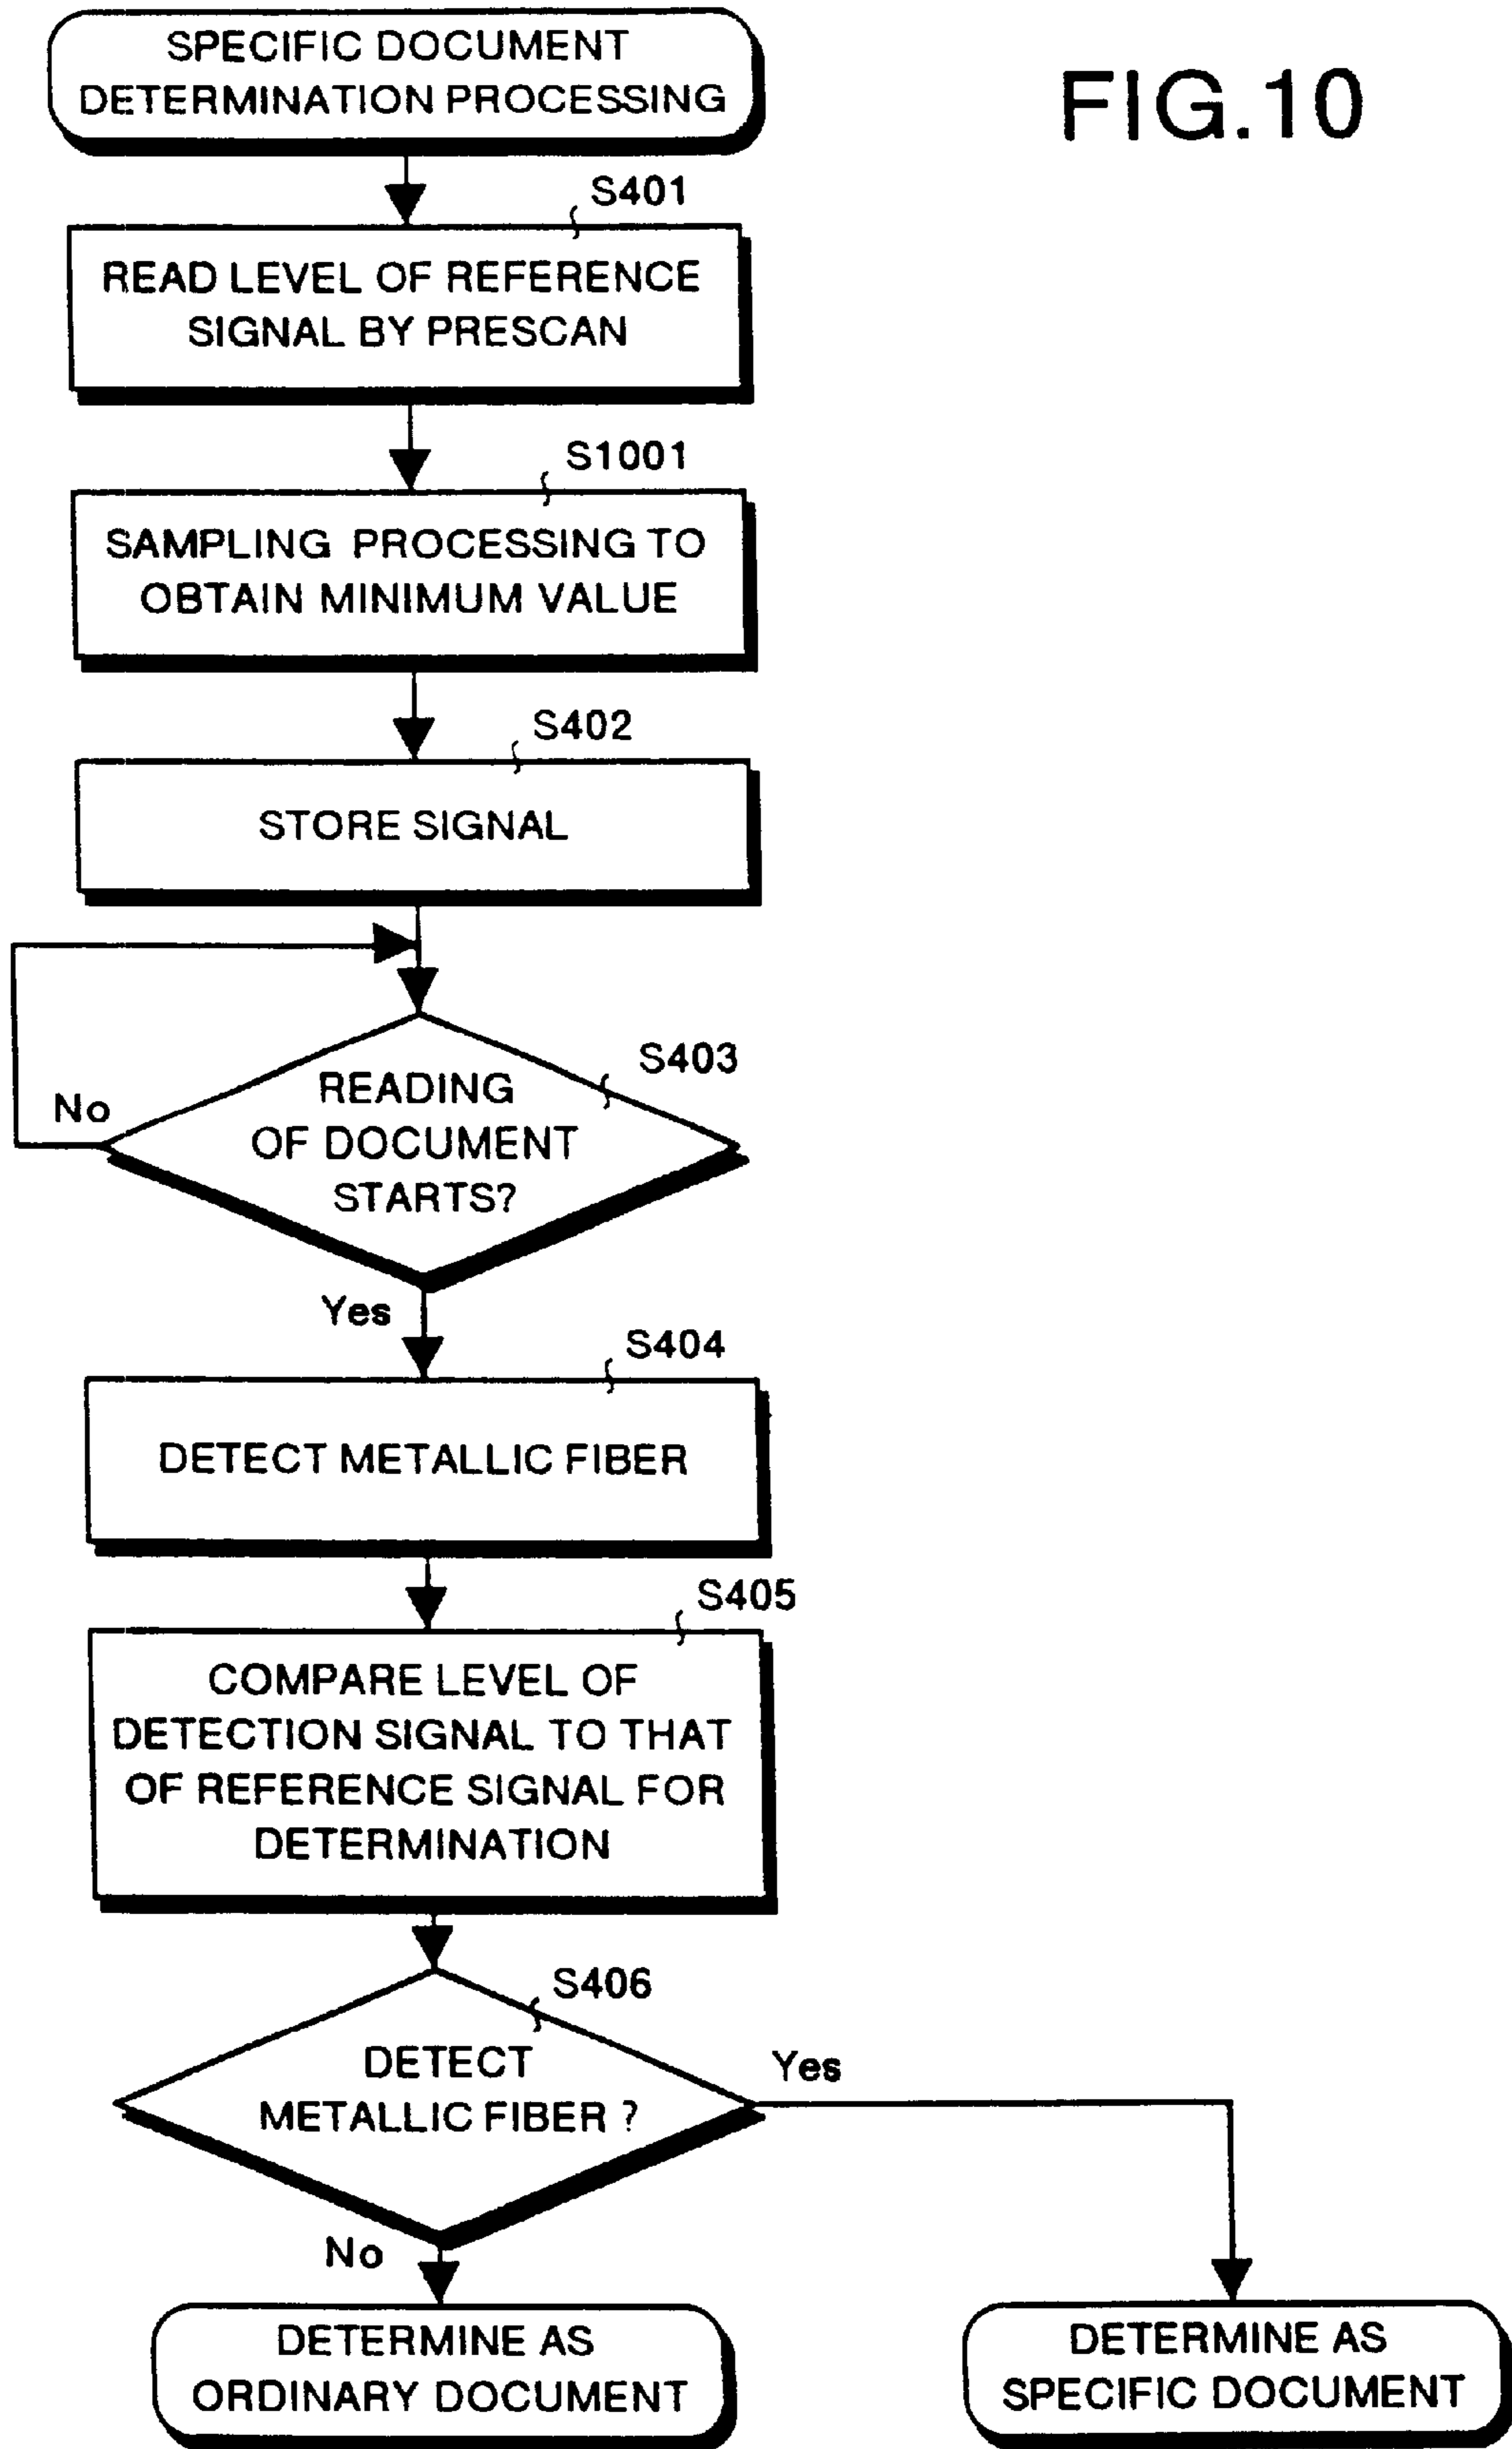 SPECIFIC DOCUMENT
DETERMINATION PROCESSING
FIG.10
S401
READ LEVEL OF REFERENCE
SIGNAL BY PRESCAN
S1001
SAMPLING PROCESSING TO
OBTAIN MINIMUM VALUE
S402
STORE SIGNAL
S403
READING
OF DOCUMENT
STARTS?
No
Yes
S404
DETECT METALLIC FIBER
S405
COMPARE LEVEL OF
DETECTION SIGNAL TO THAT
OF REFERENCE SIGNAL FOR
DETERMINATION
S406
DETECT
METALLIC FIBER ?
Yes
No
DETERMINE AS
ORDINARY DOCUMENT
DETERMINE AS
SPECIFIC DOCUMENT